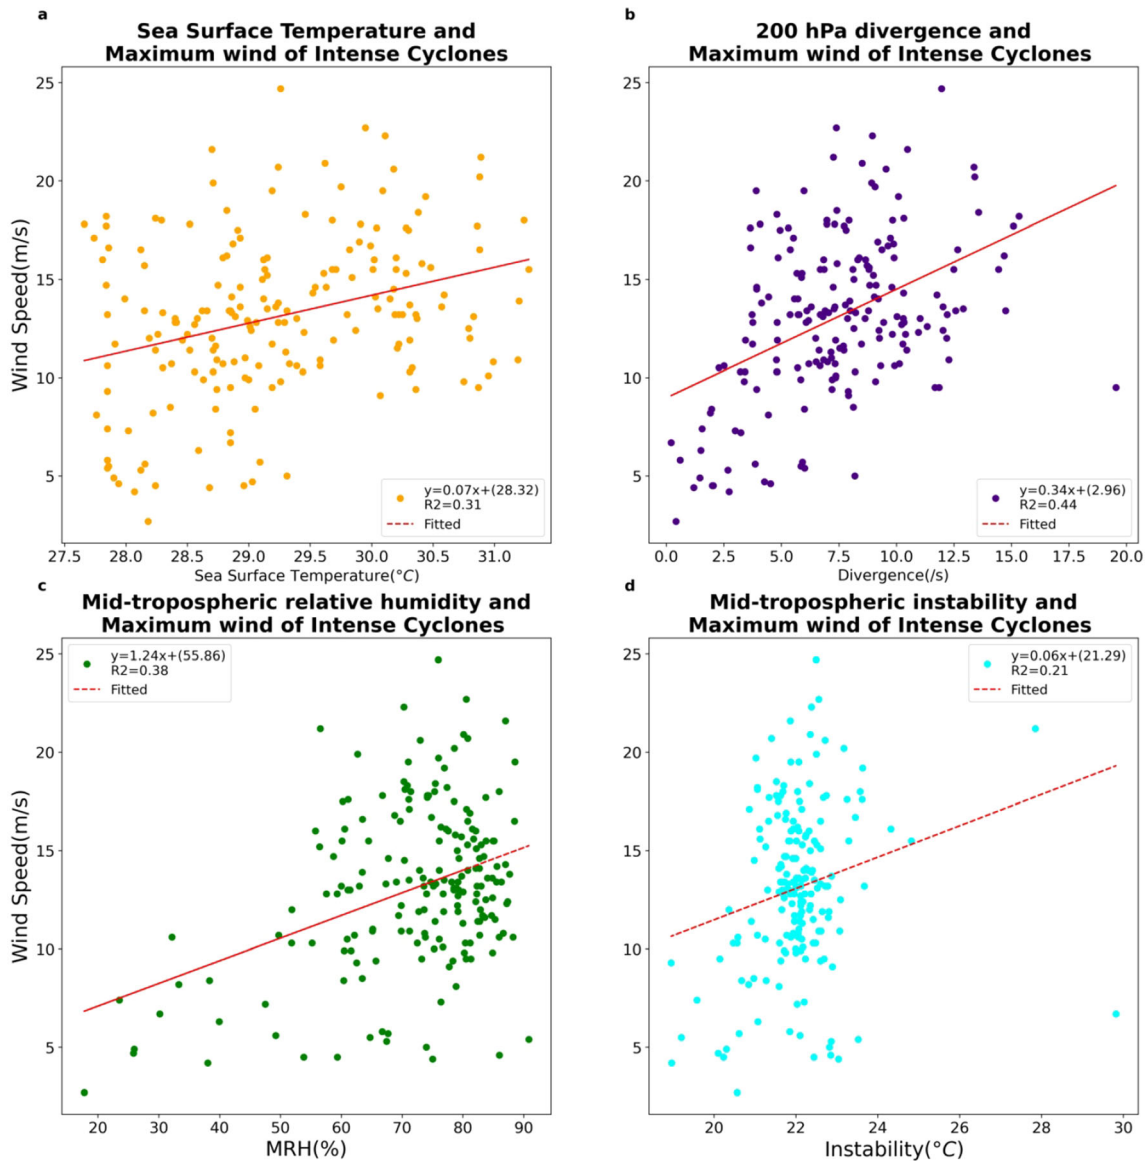 a
Sea Surface Temperature and
Maximum wind of Intense Cyclones
25
20
15
10
5
Wind Speed(m/s)
y=0.07x+(28.32)
R2=0.31
Fitted
27.5 28.0 28.5 29.0 29.5 30.0 30.5 31.0
Sea Surface Temperature(°C)
b
200 hPa divergence and
Maximum wind of Intense Cyclones
25
20
15
10
5
y=0.34x+(2.96)
R2=0.44
Fitted
0.0 2.5 5.0 7.5 10.0 12.5 15.0 17.5 20.0
Divergence(/s)
c
Mid-tropospheric relative humidity and
Maximum wind of Intense Cyclones
y=1.24x+(55.86)
R2=0.38
Fitted
25
20
15
10
5
Wind Speed(m/s)
20 30 40 50 60 70 80 90
MRH(%)
d
Mid-tropospheric instability and
Maximum wind of Intense Cyclones
y=0.06x+(21.29)
R2=0.21
Fitted
25
20
15
10
5
20 22 24 26 28 30
Instability(°C)